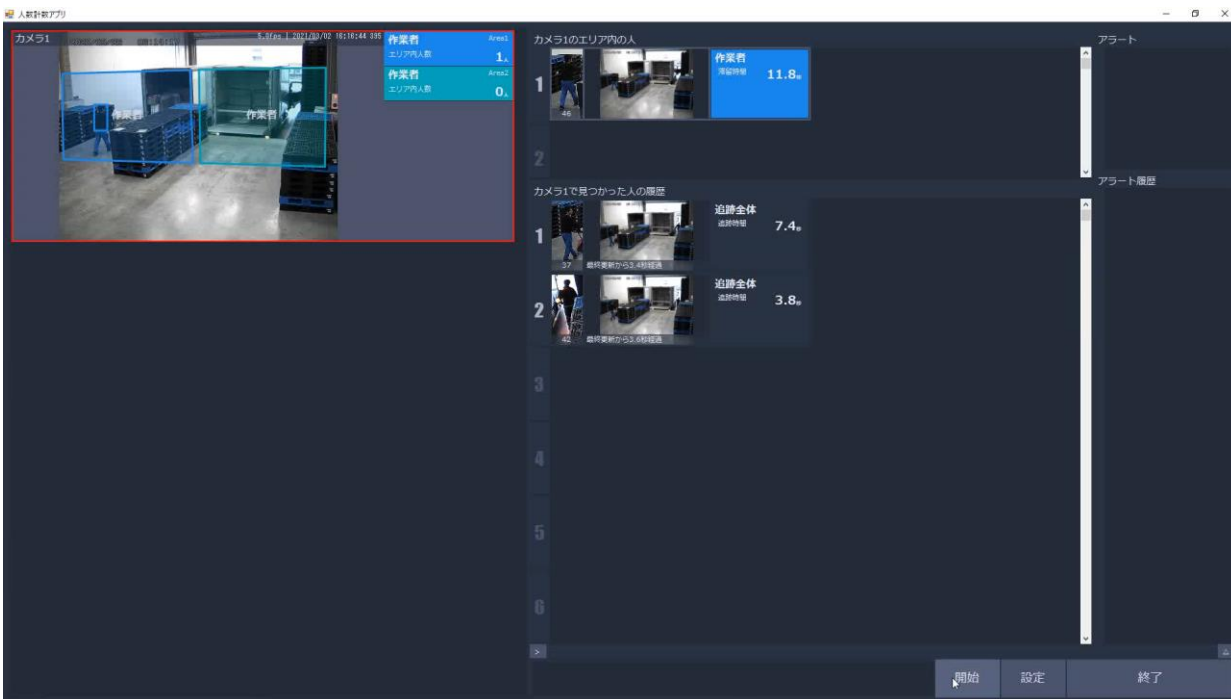 人数計数アプリ
カメラ1
2021/03/02 16:16:44 395
作業者
Area1
エリア内人数
1人
作業者
Area2
エリア内人数
0人
作業者
作業者
カメラ1のエリア内の人
1
46
作業者
滞留時間
11.8秒
2
カメラ1で見つかった人の履歴
1
37
最終更新から3.4秒経過
追跡全体
追跡時間
7.4秒
2
42
最終更新から3.6秒経過
追跡全体
追跡時間
3.8秒
3
4
5
6
アラート
アラート履歴
>
開始
設定
終了